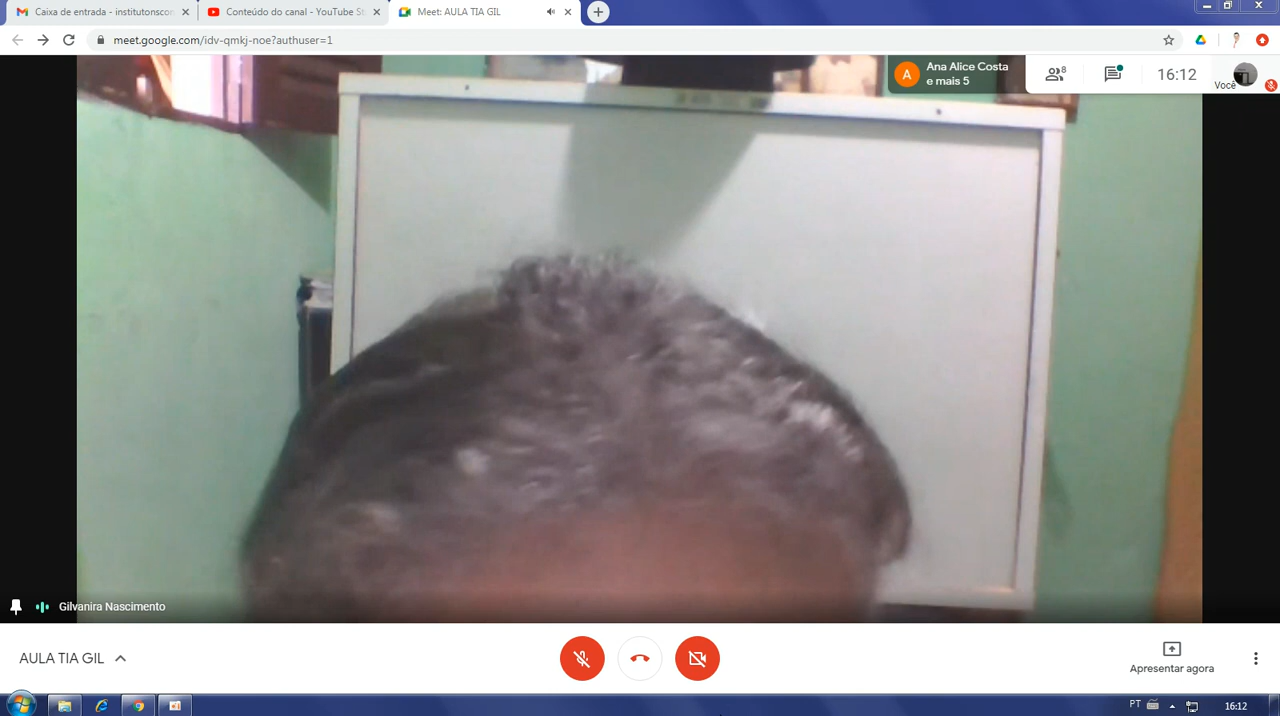 Caixa de entrada - institutonscon
Conteúdo do canal - YouTube St
Meet: AULA TIA GIL
meet.google.com/idv-qmkj-noe?authuser=1
Ana Alice Costa
e mais 5
8
16:12
Você
Gilvanira Nascimento
AULA TIA GIL
Apresentar agora
PT
16:12